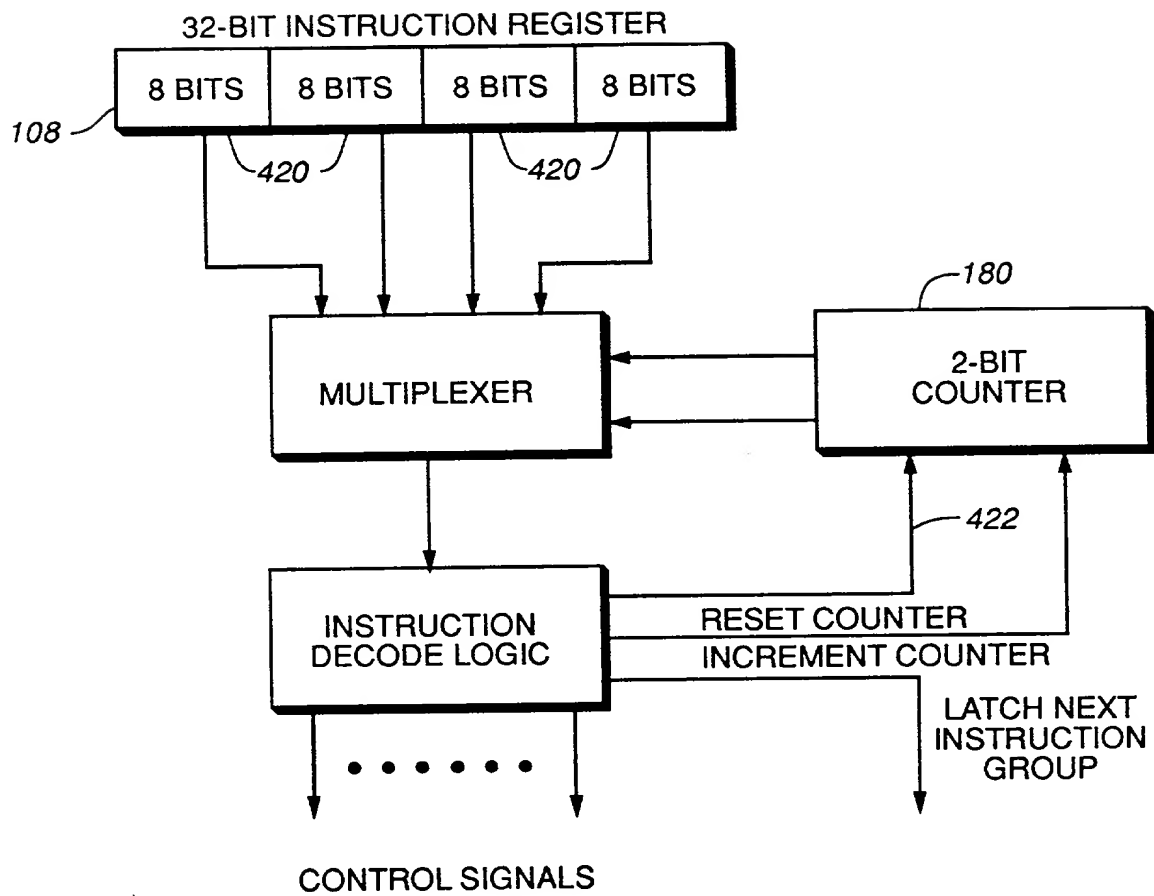 32-BIT INSTRUCTION REGISTER
8 BITS 8 BITS 8 BITS 8 BITS
108
420 420
180
MULTIPLEXER
2-BIT
COUNTER
422
INSTRUCTION
DECODE LOGIC
RESET COUNTER
INCREMENT COUNTER
LATCH NEXT
INSTRUCTION
GROUP
CONTROL SIGNALS